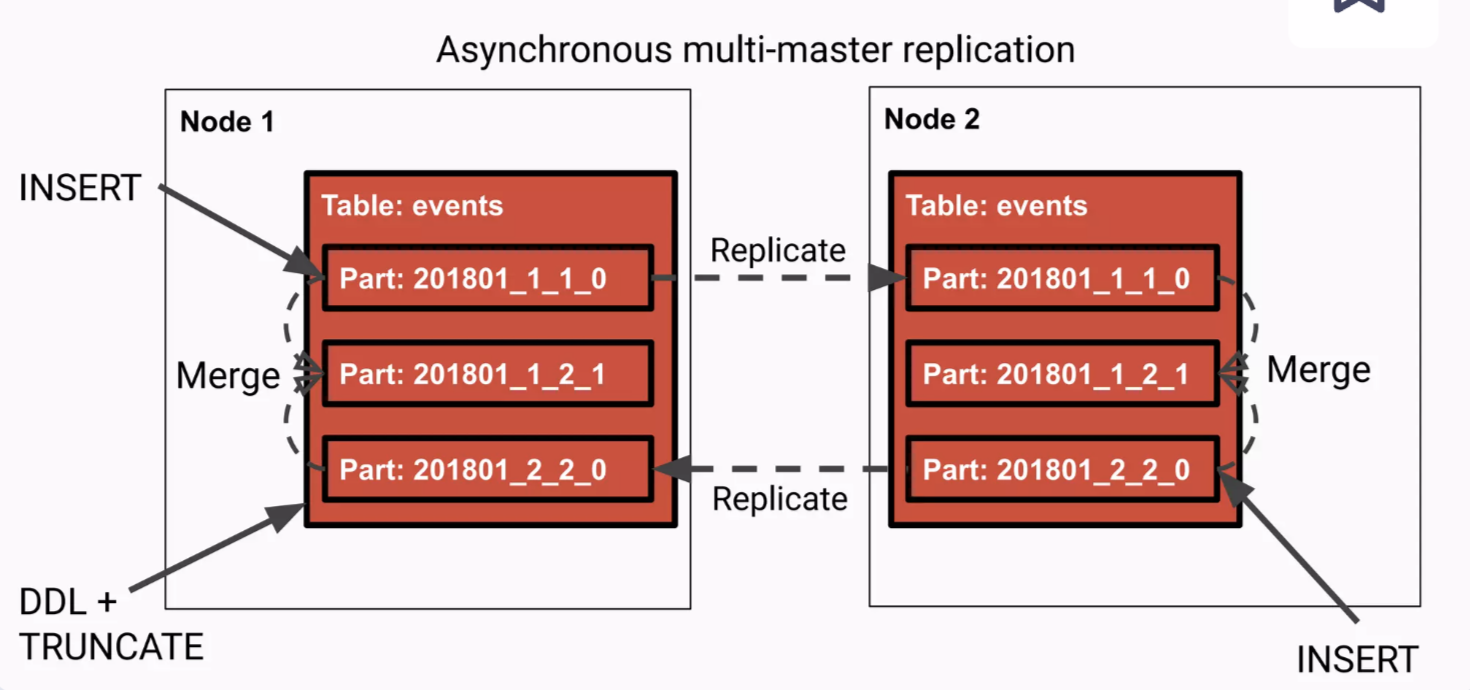 Asynchronous multi-master replication
Node 1
Node 2
INSERT
Table: events
Table: events
Replicate
Part: 201801_1_1_0
Part: 201801_1_1_0
Merge
Part: 201801_1_2_1
Part: 201801_1_2_1
Merge
Part: 201801_2_2_0
Part: 201801_2_2_0
Replicate
DDL +
TRUNCATE
INSERT